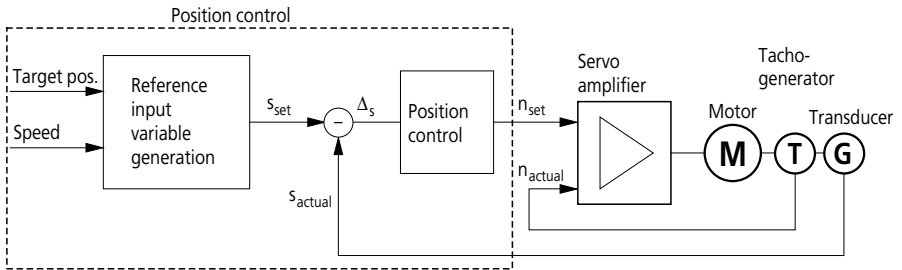 Position control
Target pos.
Speed
Reference
input
variable
generation
s_set
−
Δ_s
s_actual
Position
control
n_set
n_actual
Servo
amplifier
Motor
M
Tacho-
generator
T
Transducer
G